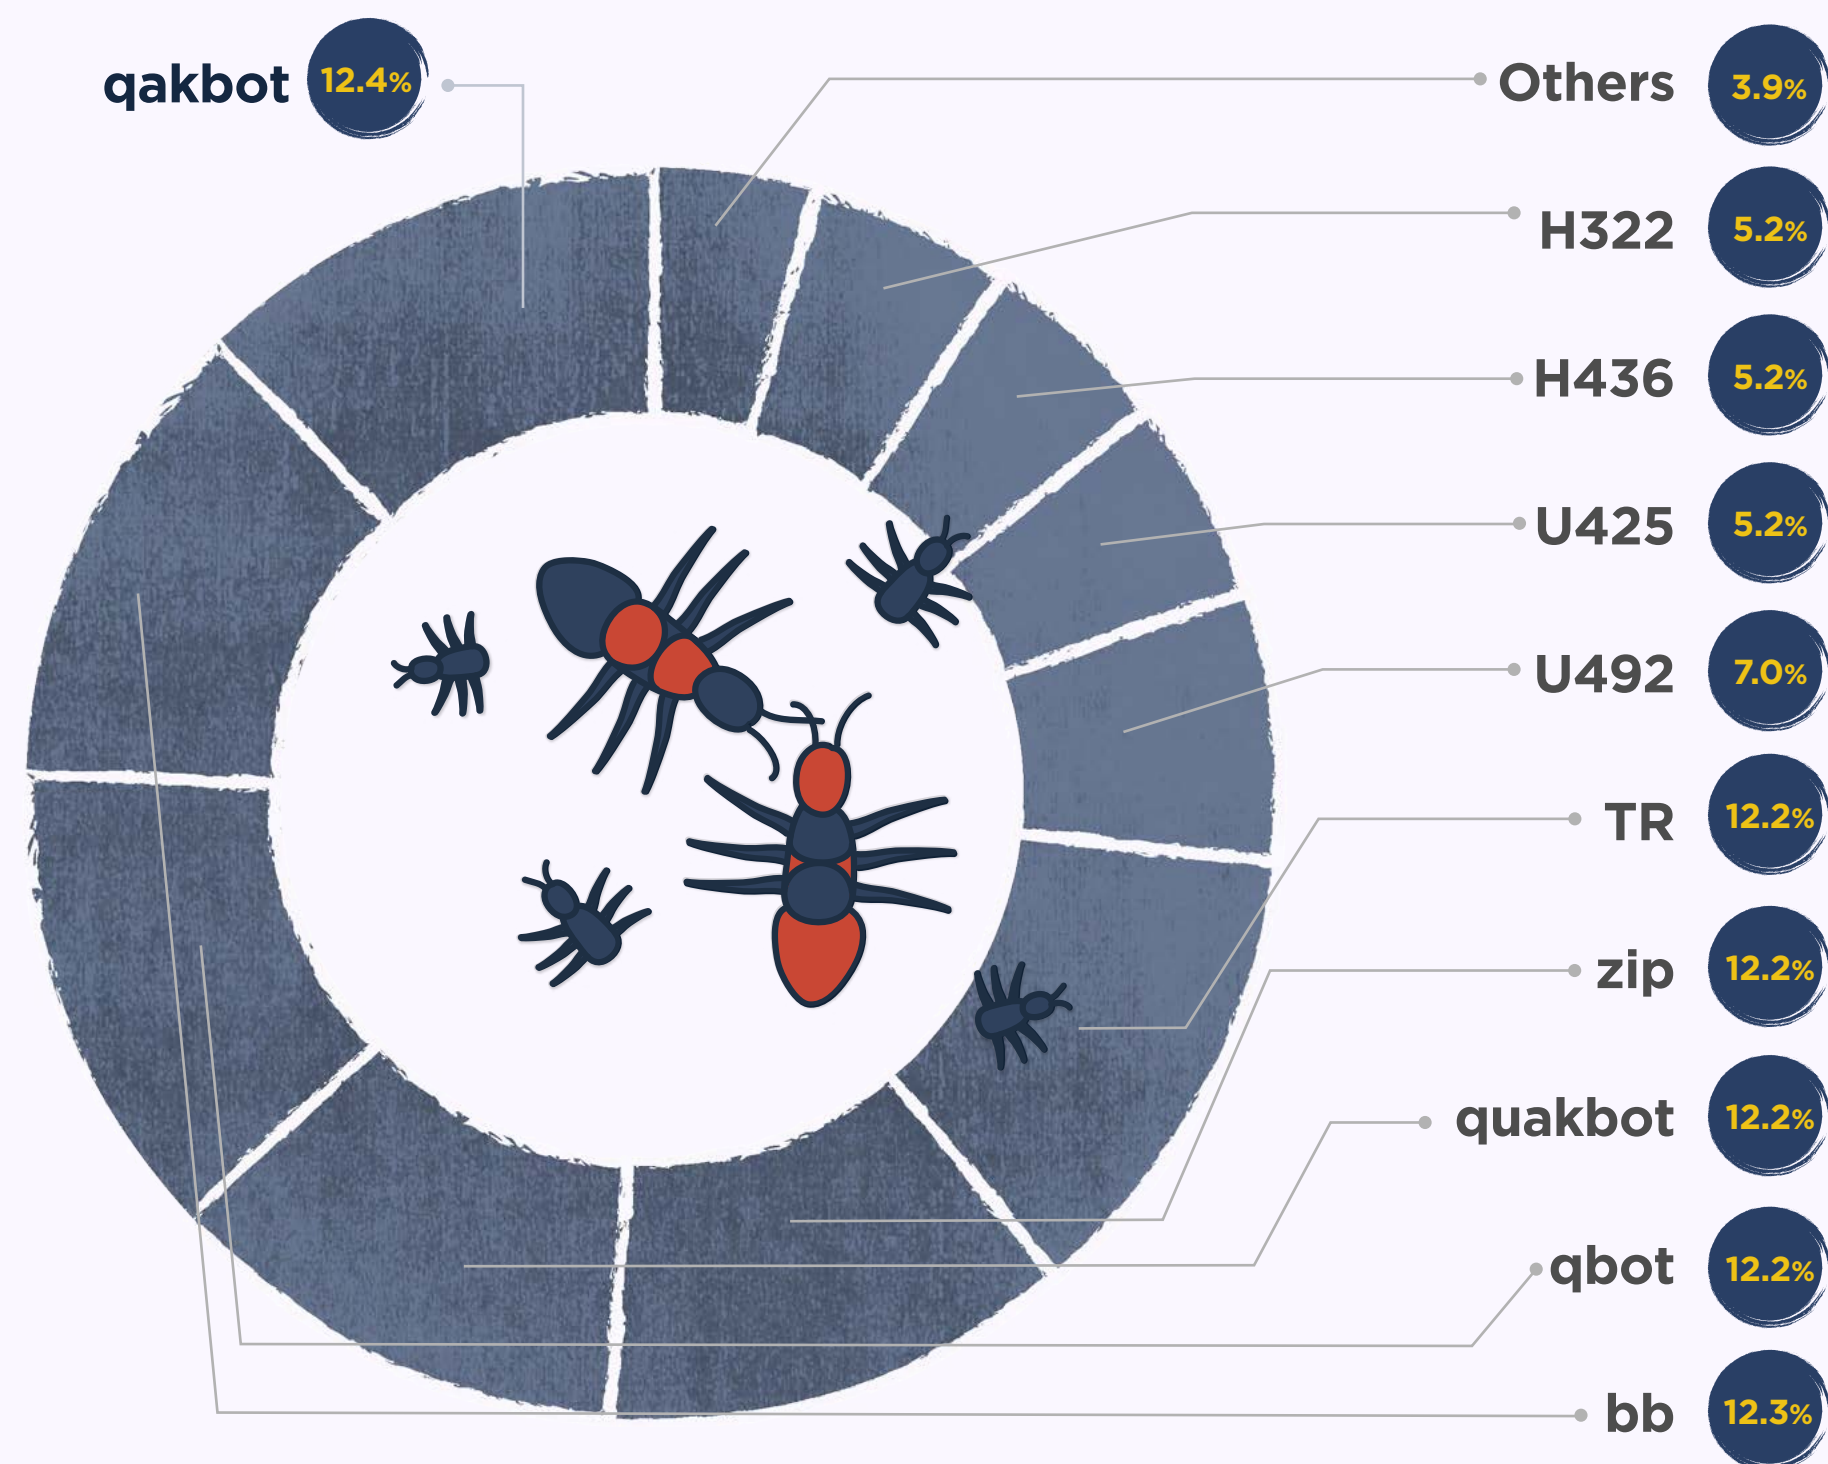 qakbot 12.4%
Others 3.9%
H322 5.2%
H436 5.2%
U425 5.2%
U492 7.0%
TR 12.2%
zip 12.2%
quakbot 12.2%
qbot 12.2%
bb 12.3%